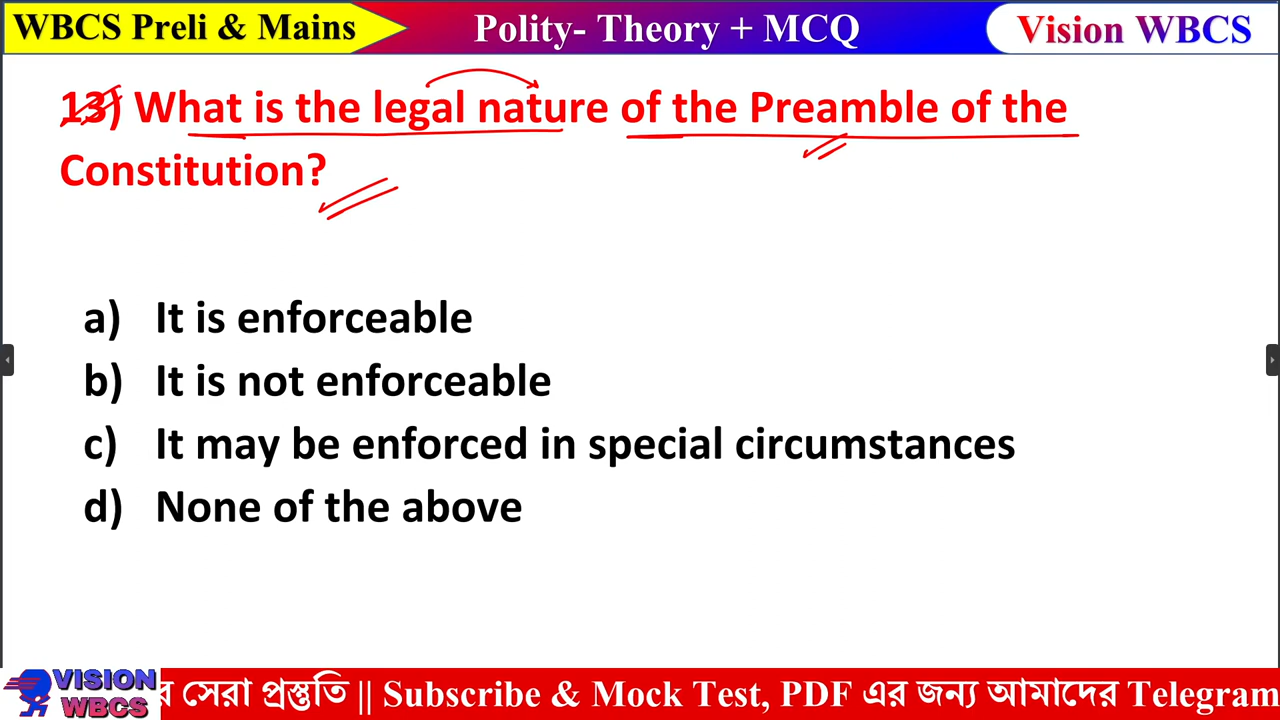 WBCS Preli & Mains
Polity- Theory + MCQ
Vision WBCS
13) What is the legal nature of the Preamble of the
Constitution?
a) It is enforceable
b) It is not enforceable
c) It may be enforced in special circumstances
d) None of the above
VISION
WBCS
র সেরা প্রস্তুতি || Subscribe & Mock Test, PDF এর জন্য আমাদের Telegram